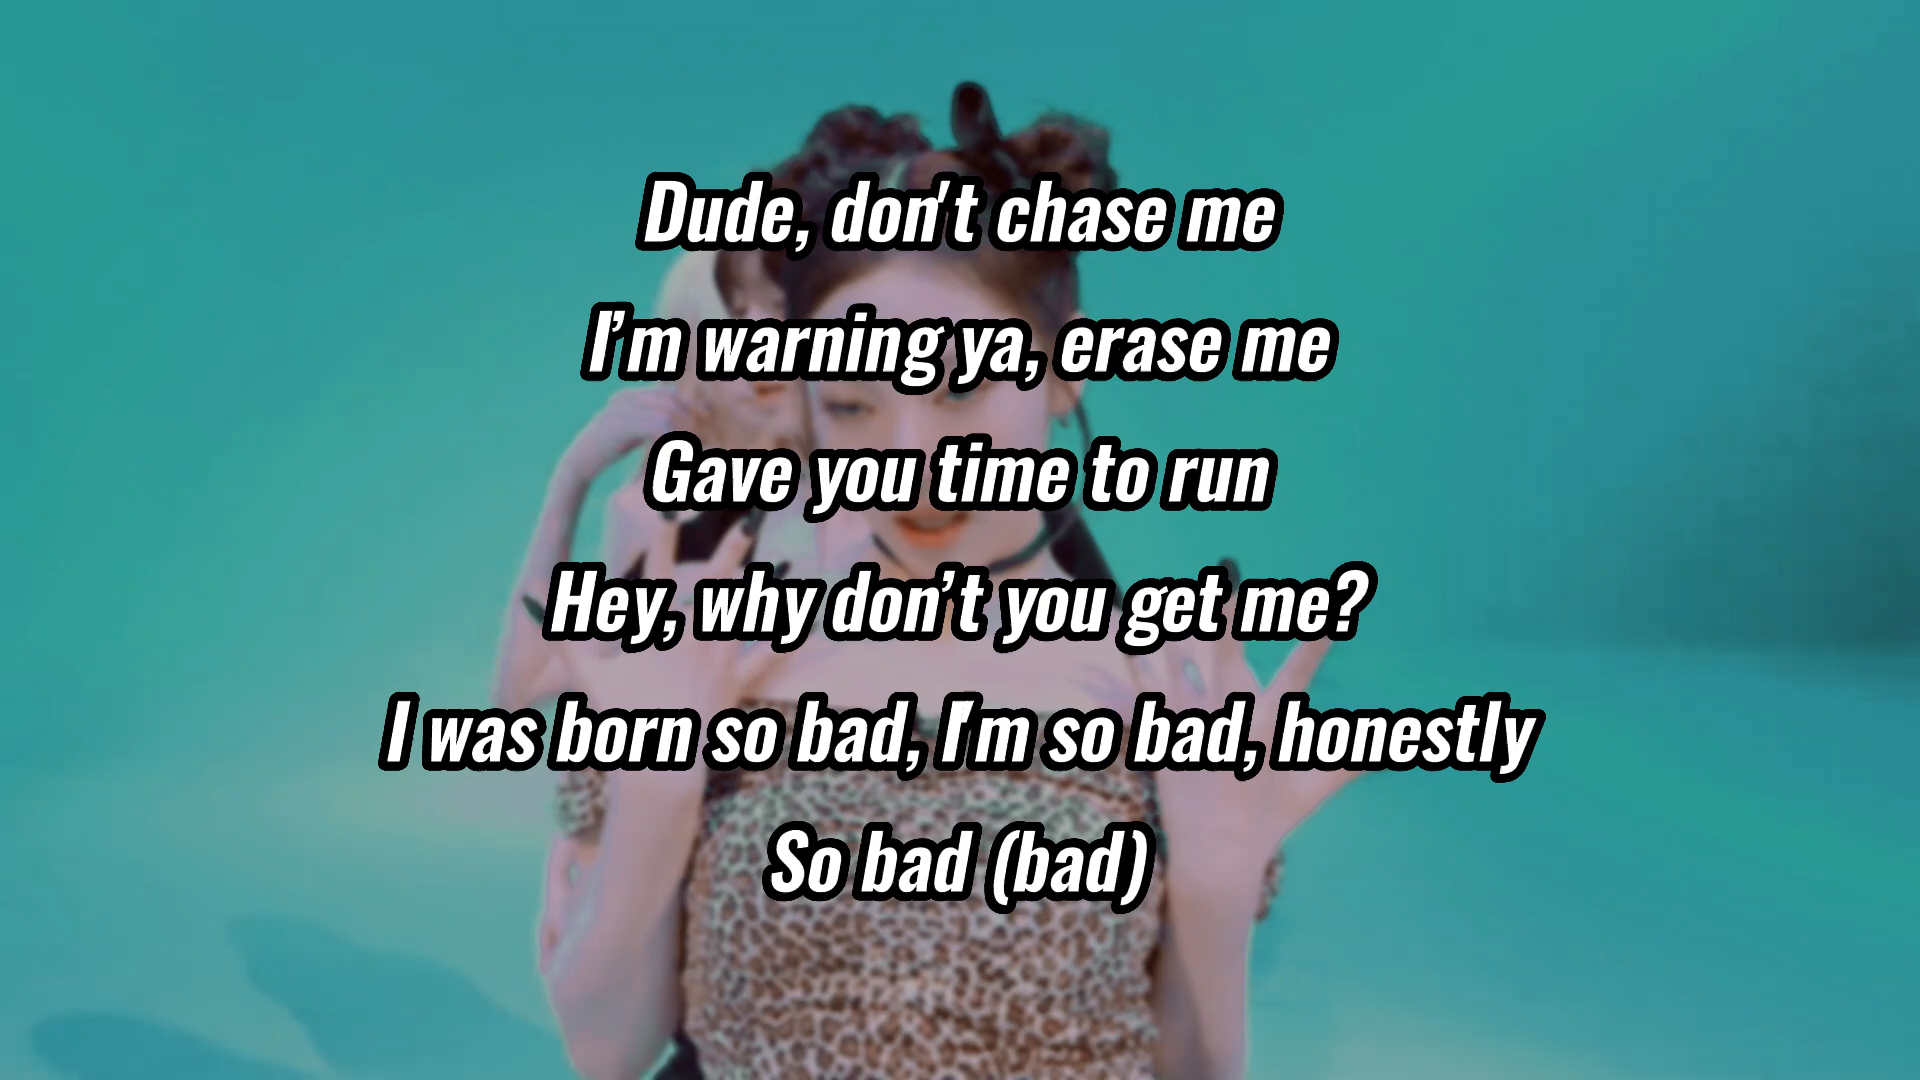 Dude, don't chase me
I’m warning ya, erase me
Gave you time to run
Hey, why don’t you get me?
I was born so bad, I'm so bad, honestly
So bad (bad)